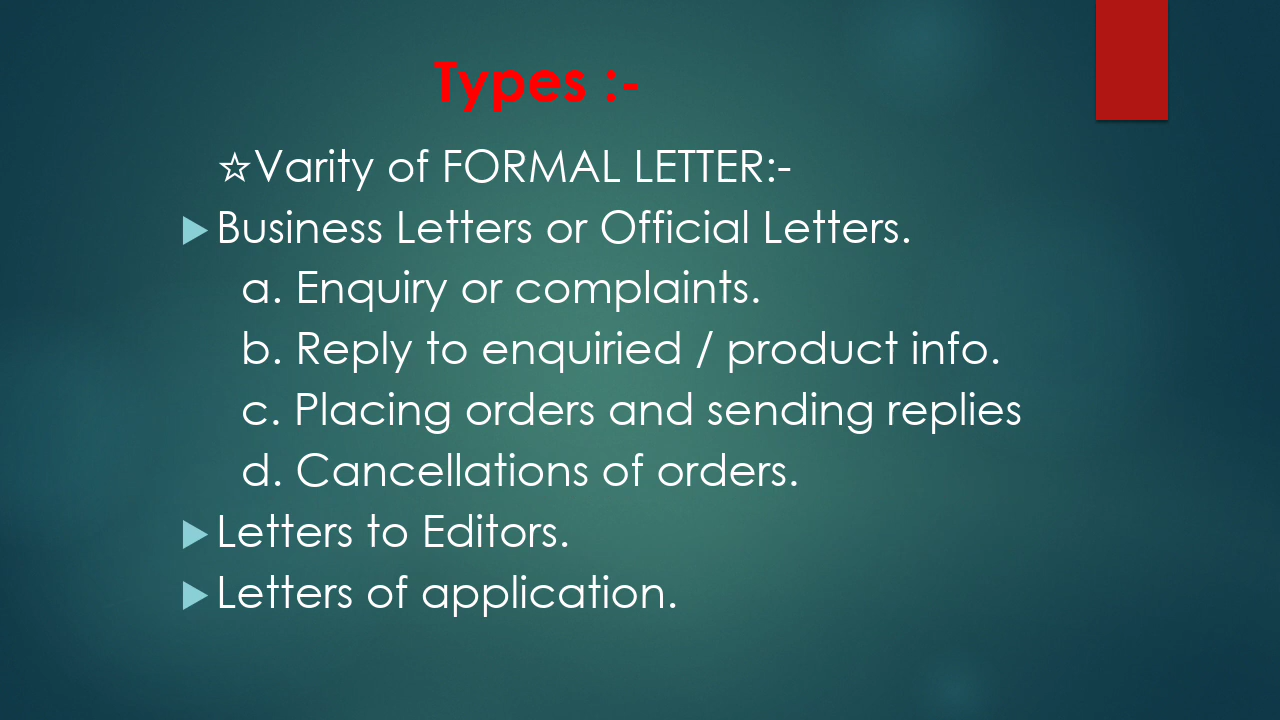 Types :-
☆Varity of FORMAL LETTER:-
Business Letters or Official Letters.
a. Enquiry or complaints.
b. Reply to enquiried / product info.
c. Placing orders and sending replies
d. Cancellations of orders.
Letters to Editors.
Letters of application.